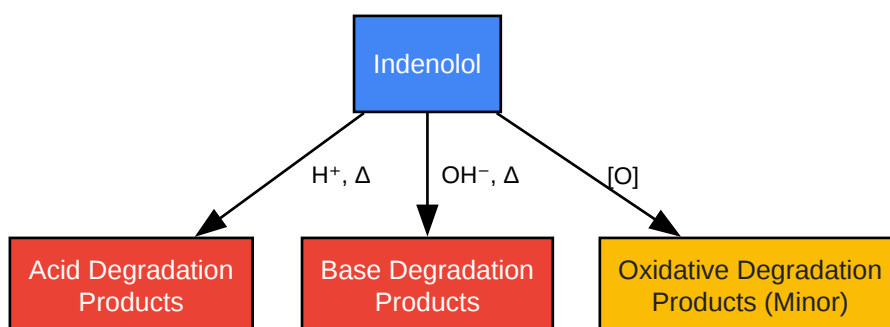 Indenolol
H⁺, Δ
OH⁻, Δ
[O]
Acid Degradation
Products
Base Degradation
Products
Oxidative Degradation
Products (Minor)